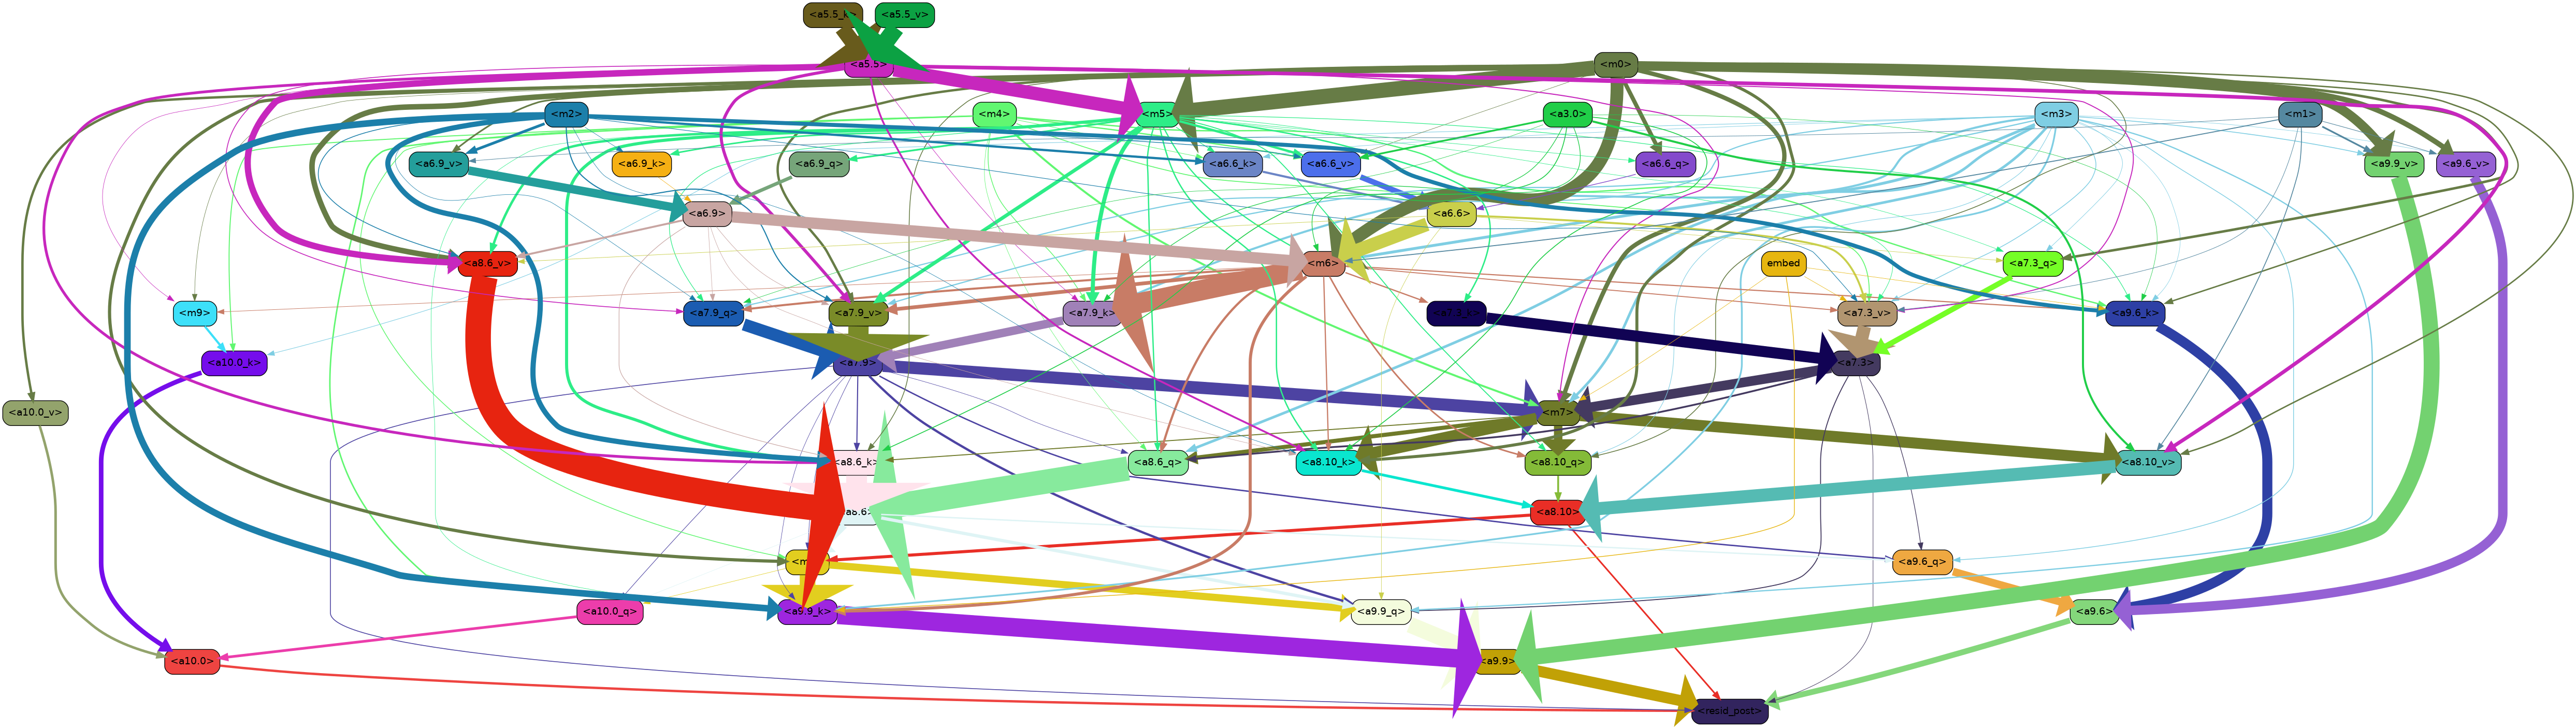 <a5.5_k> <a5.5_v>
<a5.5> <m0>
<m2> <m4> <m5> <a3.0> <m3> <m1>
<a6.9_v> <a6.9_k> <a6.9_q> <a6.6_k> <a6.6_v> <a6.6_q> <a9.9_v> <a9.6_v>
<a6.9> <a6.6>
<a8.6_v> <m6> embed <a7.3_q>
<m9> <a7.9_q> <a7.9_v> <a7.9_k> <a7.3_k> <a7.3_v> <a9.6_k>
<a10.0_k> <a7.9> <a7.3>
<a10.0_v> <m7>
<a8.6_k> <a8.6_q> <a8.10_k> <a8.10_q> <a8.10_v>
<a8.6> <a8.10>
<a9.6_q>
<a10.0_q> <a9.9_k> <a9.9_q> <a9.6>
<a10.0> <a9.9>
<resid_post>